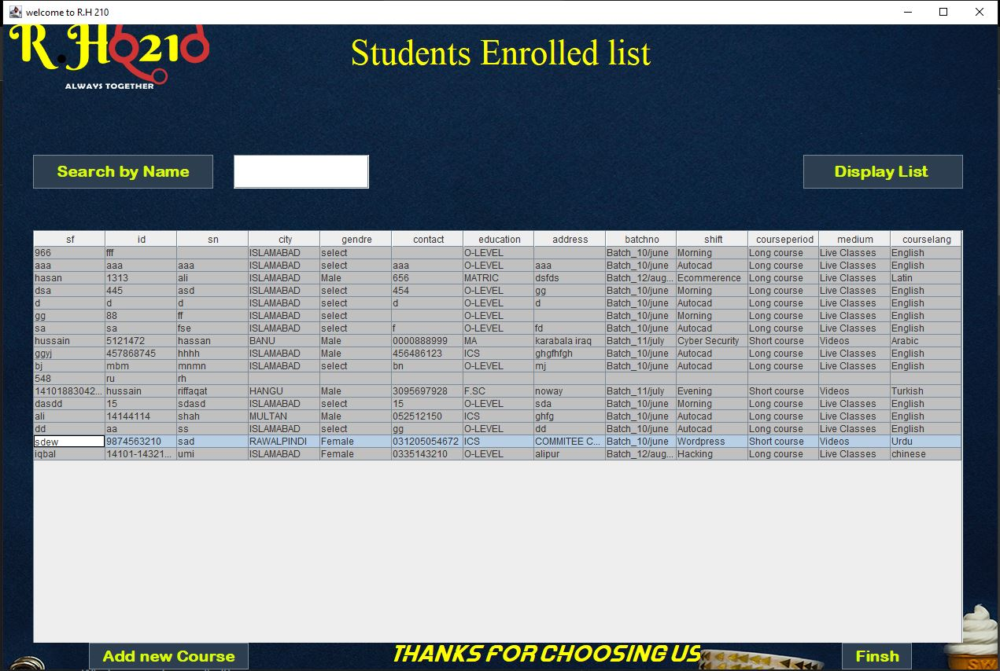 welcome to R.H 210
R.H 210
ALWAYS TOGETHER
Students Enrolled list
Search by Name
Display List
sf id sn city gendre contact education address batchno shift courseperiod medium courselang
966 fff ISLAMABAD select O-LEVEL Batch_10/june Morning Long course Live Classes English
aaa aaa aaa ISLAMABAD select aaa O-LEVEL aaa Batch_10/june Autocad Long course Live Classes English
hasan 1313 ali ISLAMABAD Male 656 MATRIC dsfds Batch_12/aug... Ecommerence Long course Live Classes Latin
dsa 445 asd ISLAMABAD select 454 O-LEVEL gg Batch_10/june Morning Long course Live Classes English
d d d ISLAMABAD select d O-LEVEL d Batch_10/june Autocad Long course Live Classes English
gg 88 ff ISLAMABAD select O-LEVEL Batch_10/june Morning Long course Live Classes English
sa sa fse ISLAMABAD select f O-LEVEL fd Batch_10/june Autocad Long course Live Classes English
hussain 5121472 hassan BANU Male 0000888999 MA karabala iraq Batch_11/july Cyber Security Short course Videos Arabic
ggyj 457868745 hhhh ISLAMABAD Male 456486123 ICS ghgfhfgh Batch_10/june Autocad Long course Live Classes English
bj mbm mnmn ISLAMABAD select bn O-LEVEL mj Batch_10/june Autocad Long course Live Classes English
548 ru rh
14101883042... hussain riffaqat HANGU Male 3095697928 F.SC noway Batch_11/july Evening Short course Videos Turkish
dasdd 15 sdasd ISLAMABAD select 15 O-LEVEL sda Batch_10/june Morning Long course Live Classes English
ali 14144114 shah MULTAN Male 052512150 ICS ghfg Batch_10/june Autocad Long course Live Classes English
dd aa ss ISLAMABAD select gg O-LEVEL dd Batch_10/june Autocad Long course Live Classes English
sdew 9874563210 sad RAWALPINDI Female 031205054672 ICS COMMITEE C... Batch_10/june Wordpress Short course Videos Urdu
iqbal 14101-14321... umi ISLAMABAD Female 0335143210 O-LEVEL alipur Batch_12/aug... Hacking Long course Live Classes chinese
Add new Course
THANKS FOR CHOOSING US
Finsh